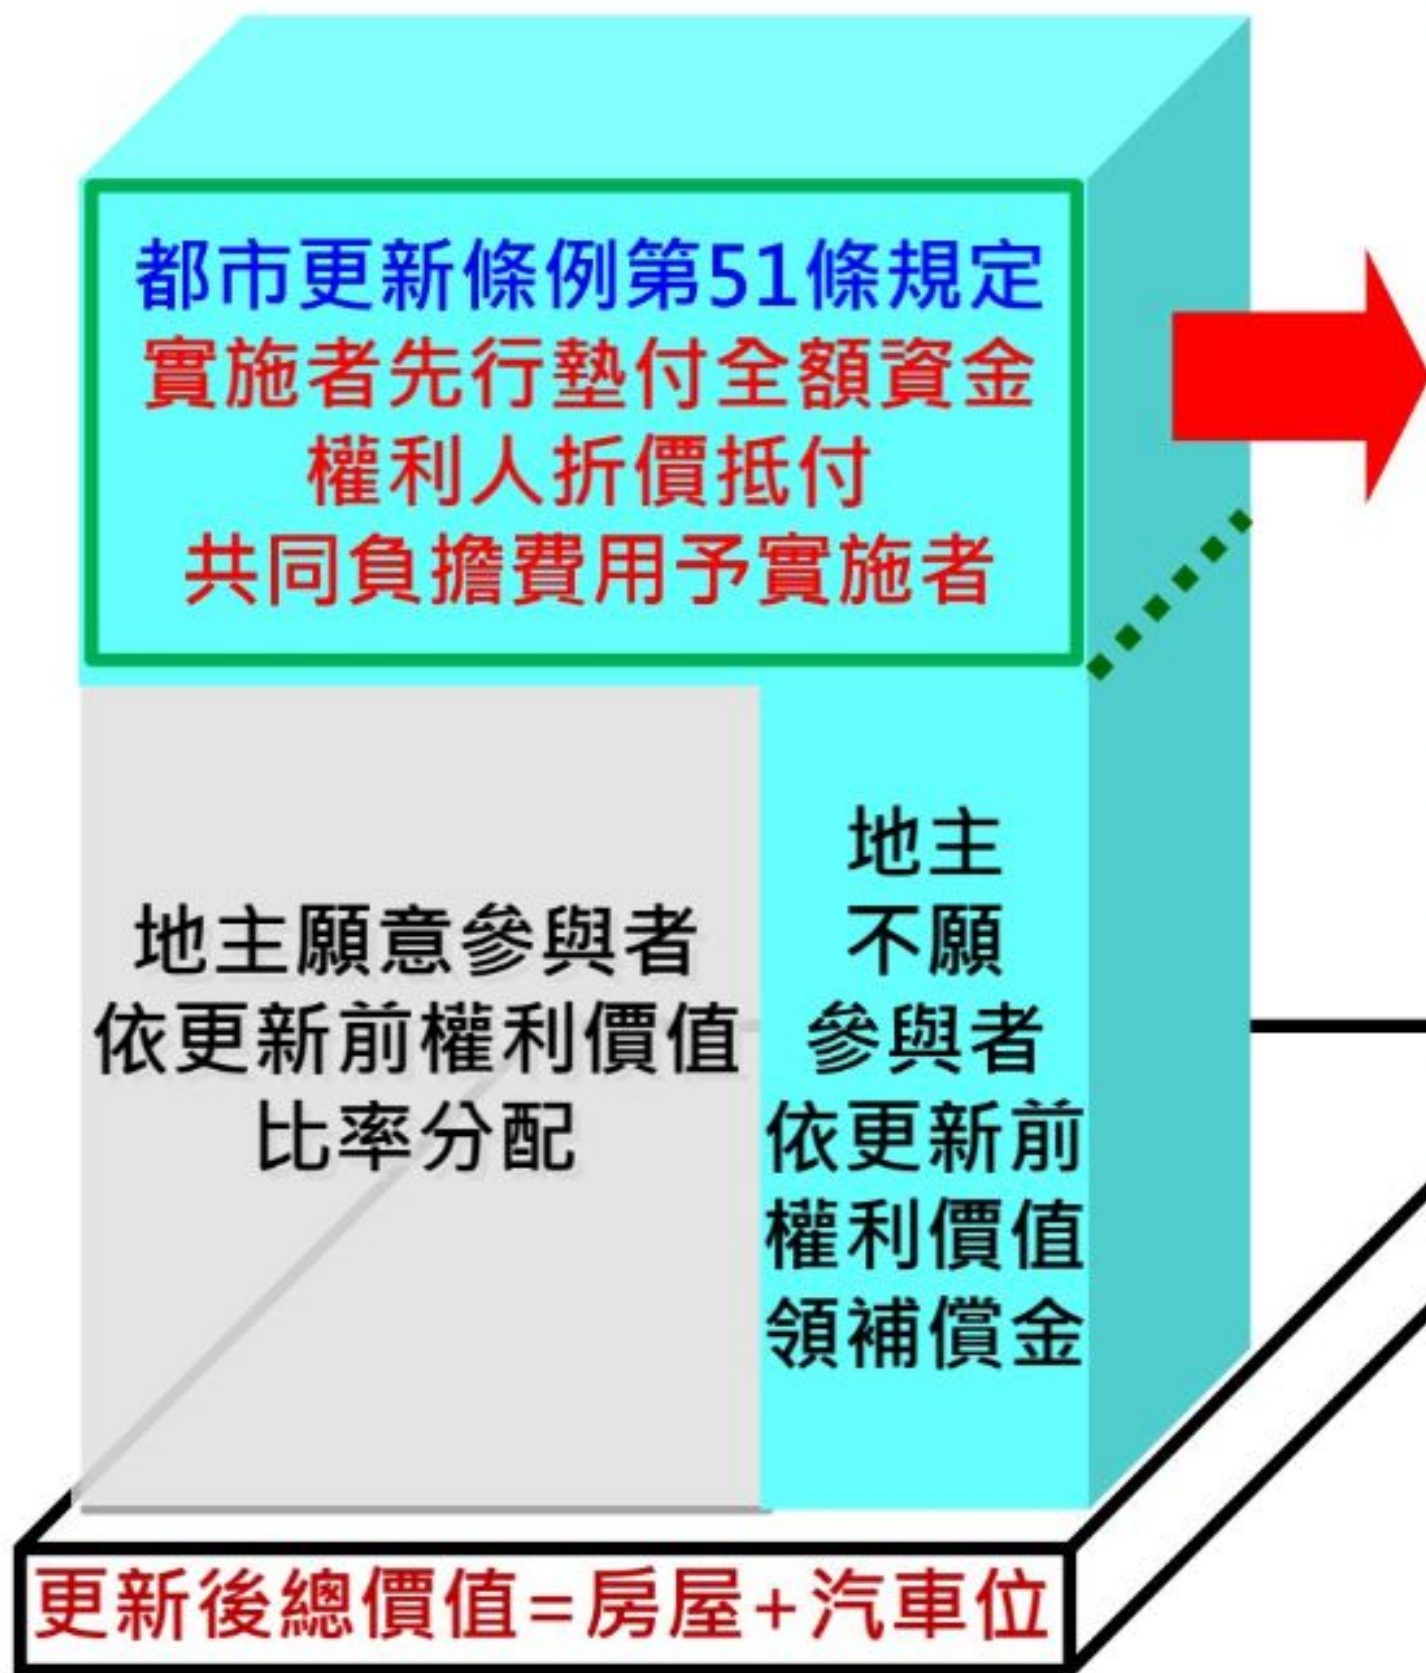 都市更新條例第51條規定
實施者先行墊付全額資金
權利人折價抵付
共同負擔費用予實施者
地主願意參與者
依更新前權利價值
比率分配
地主
不願
參與者
依更新前
權利價值
領補償金
更新後總價值=房屋+汽車位